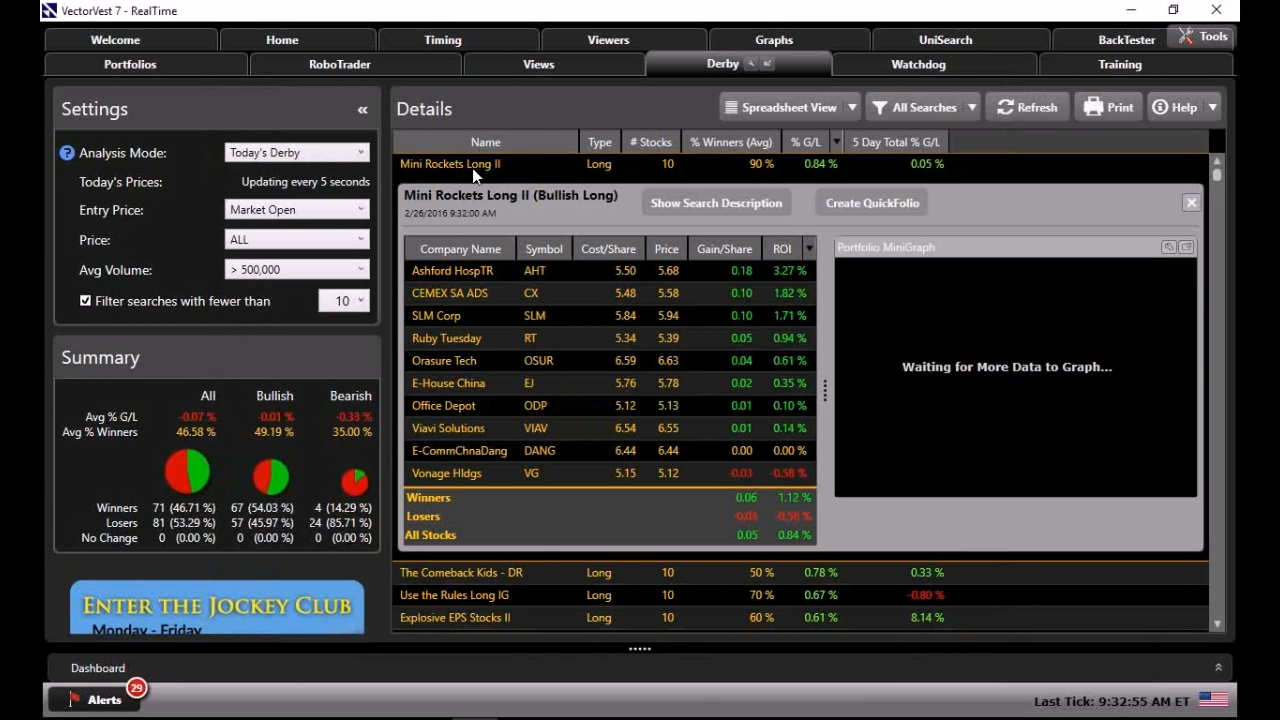 VectorVest 7 - RealTime
Welcome Home Timing Viewers Graphs UniSearch BackTester Tools
Portfolios RoboTrader Views Derby Watchdog Training
Settings «
? Analysis Mode: Today's Derby
Today's Prices: Updating every 5 seconds
Entry Price: Market Open
Price: ALL
Avg Volume: > 500,000
Filter searches with fewer than 10
Summary
All Bullish Bearish
Avg % G/L -0.07 % -0.01 % -0.33 %
Avg % Winners 46.58 % 49.19 % 35.00 %
Winners 71 (46.71 %) 67 (54.03 %) 4 (14.29 %)
Losers 81 (53.29 %) 57 (45.97 %) 24 (85.71 %)
No Change 0 (0.00 %) 0 (0.00 %) 0 (0.00 %)
ENTER THE JOCKEY CLUB
Monday - Friday
Details Spreadsheet View All Searches Refresh Print Help
Name Type # Stocks % Winners (Avg) % G/L 5 Day Total % G/L
Mini Rockets Long II Long 10 90 % 0.84 % 0.05 %
Mini Rockets Long II (Bullish Long) Show Search Description Create QuickFolio
2/26/2016 9:32:00 AM
Company Name Symbol Cost/Share Price Gain/Share ROI
Ashford HospTR AHT 5.50 5.68 0.18 3.27 %
CEMEX SA ADS CX 5.48 5.58 0.10 1.82 %
SLM Corp SLM 5.84 5.94 0.10 1.71 %
Ruby Tuesday RT 5.34 5.39 0.05 0.94 %
Orasure Tech OSUR 6.59 6.63 0.04 0.61 %
E-House China EJ 5.76 5.78 0.02 0.35 %
Office Depot ODP 5.12 5.13 0.01 0.10 %
Viavi Solutions VIAV 6.54 6.55 0.01 0.14 %
E-CommChnaDang DANG 6.44 6.44 0.00 0.00 %
Vonage Hldgs VG 5.15 5.12 -0.03 -0.58 %
Winners 0.06 1.12 %
Losers -0.03 -0.58 %
All Stocks 0.05 0.84 %
Portfolio MiniGraph
Waiting for More Data to Graph...
The Comeback Kids - DR Long 10 50 % 0.78 % 0.33 %
Use the Rules Long IG Long 10 70 % 0.67 % -0.80 %
Explosive EPS Stocks II Long 10 60 % 0.61 % 8.14 %
Dashboard
Alerts 29
Last Tick: 9:32:55 AM ET